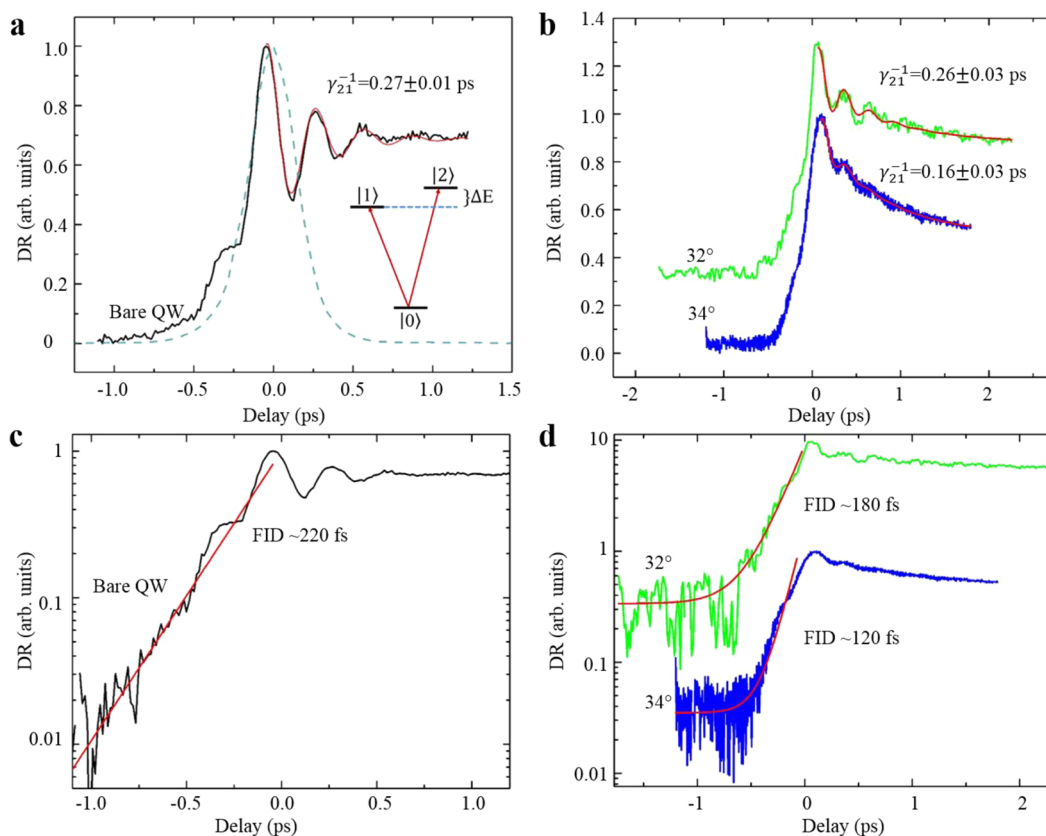 a
DR (arb. units)
1.0
0.8
0.6
0.4
0.2
0
γ₂₁⁻¹=0.27±0.01 ps
|2⟩
|1⟩
}ΔE
|0⟩
Bare QW
-1.0
-0.5
0.0
0.5
1.0
1.5
Delay (ps)
b
DR (arb. units)
1.4
1.2
1.0
0.8
0.6
0.4
0.2
0.0
γ₂₁⁻¹=0.26±0.03 ps
γ₂₁⁻¹=0.16±0.03 ps
32°
34°
-2
-1
0
1
2
Delay (ps)
c
DR (arb. units)
1
0.1
0.01
FID ~220 fs
Bare QW
-1.0
-0.5
0.0
0.5
1.0
Delay (ps)
d
DR (arb. units)
10
1
0.1
0.01
FID ~180 fs
32°
FID ~120 fs
34°
-1
0
1
2
Delay (ps)